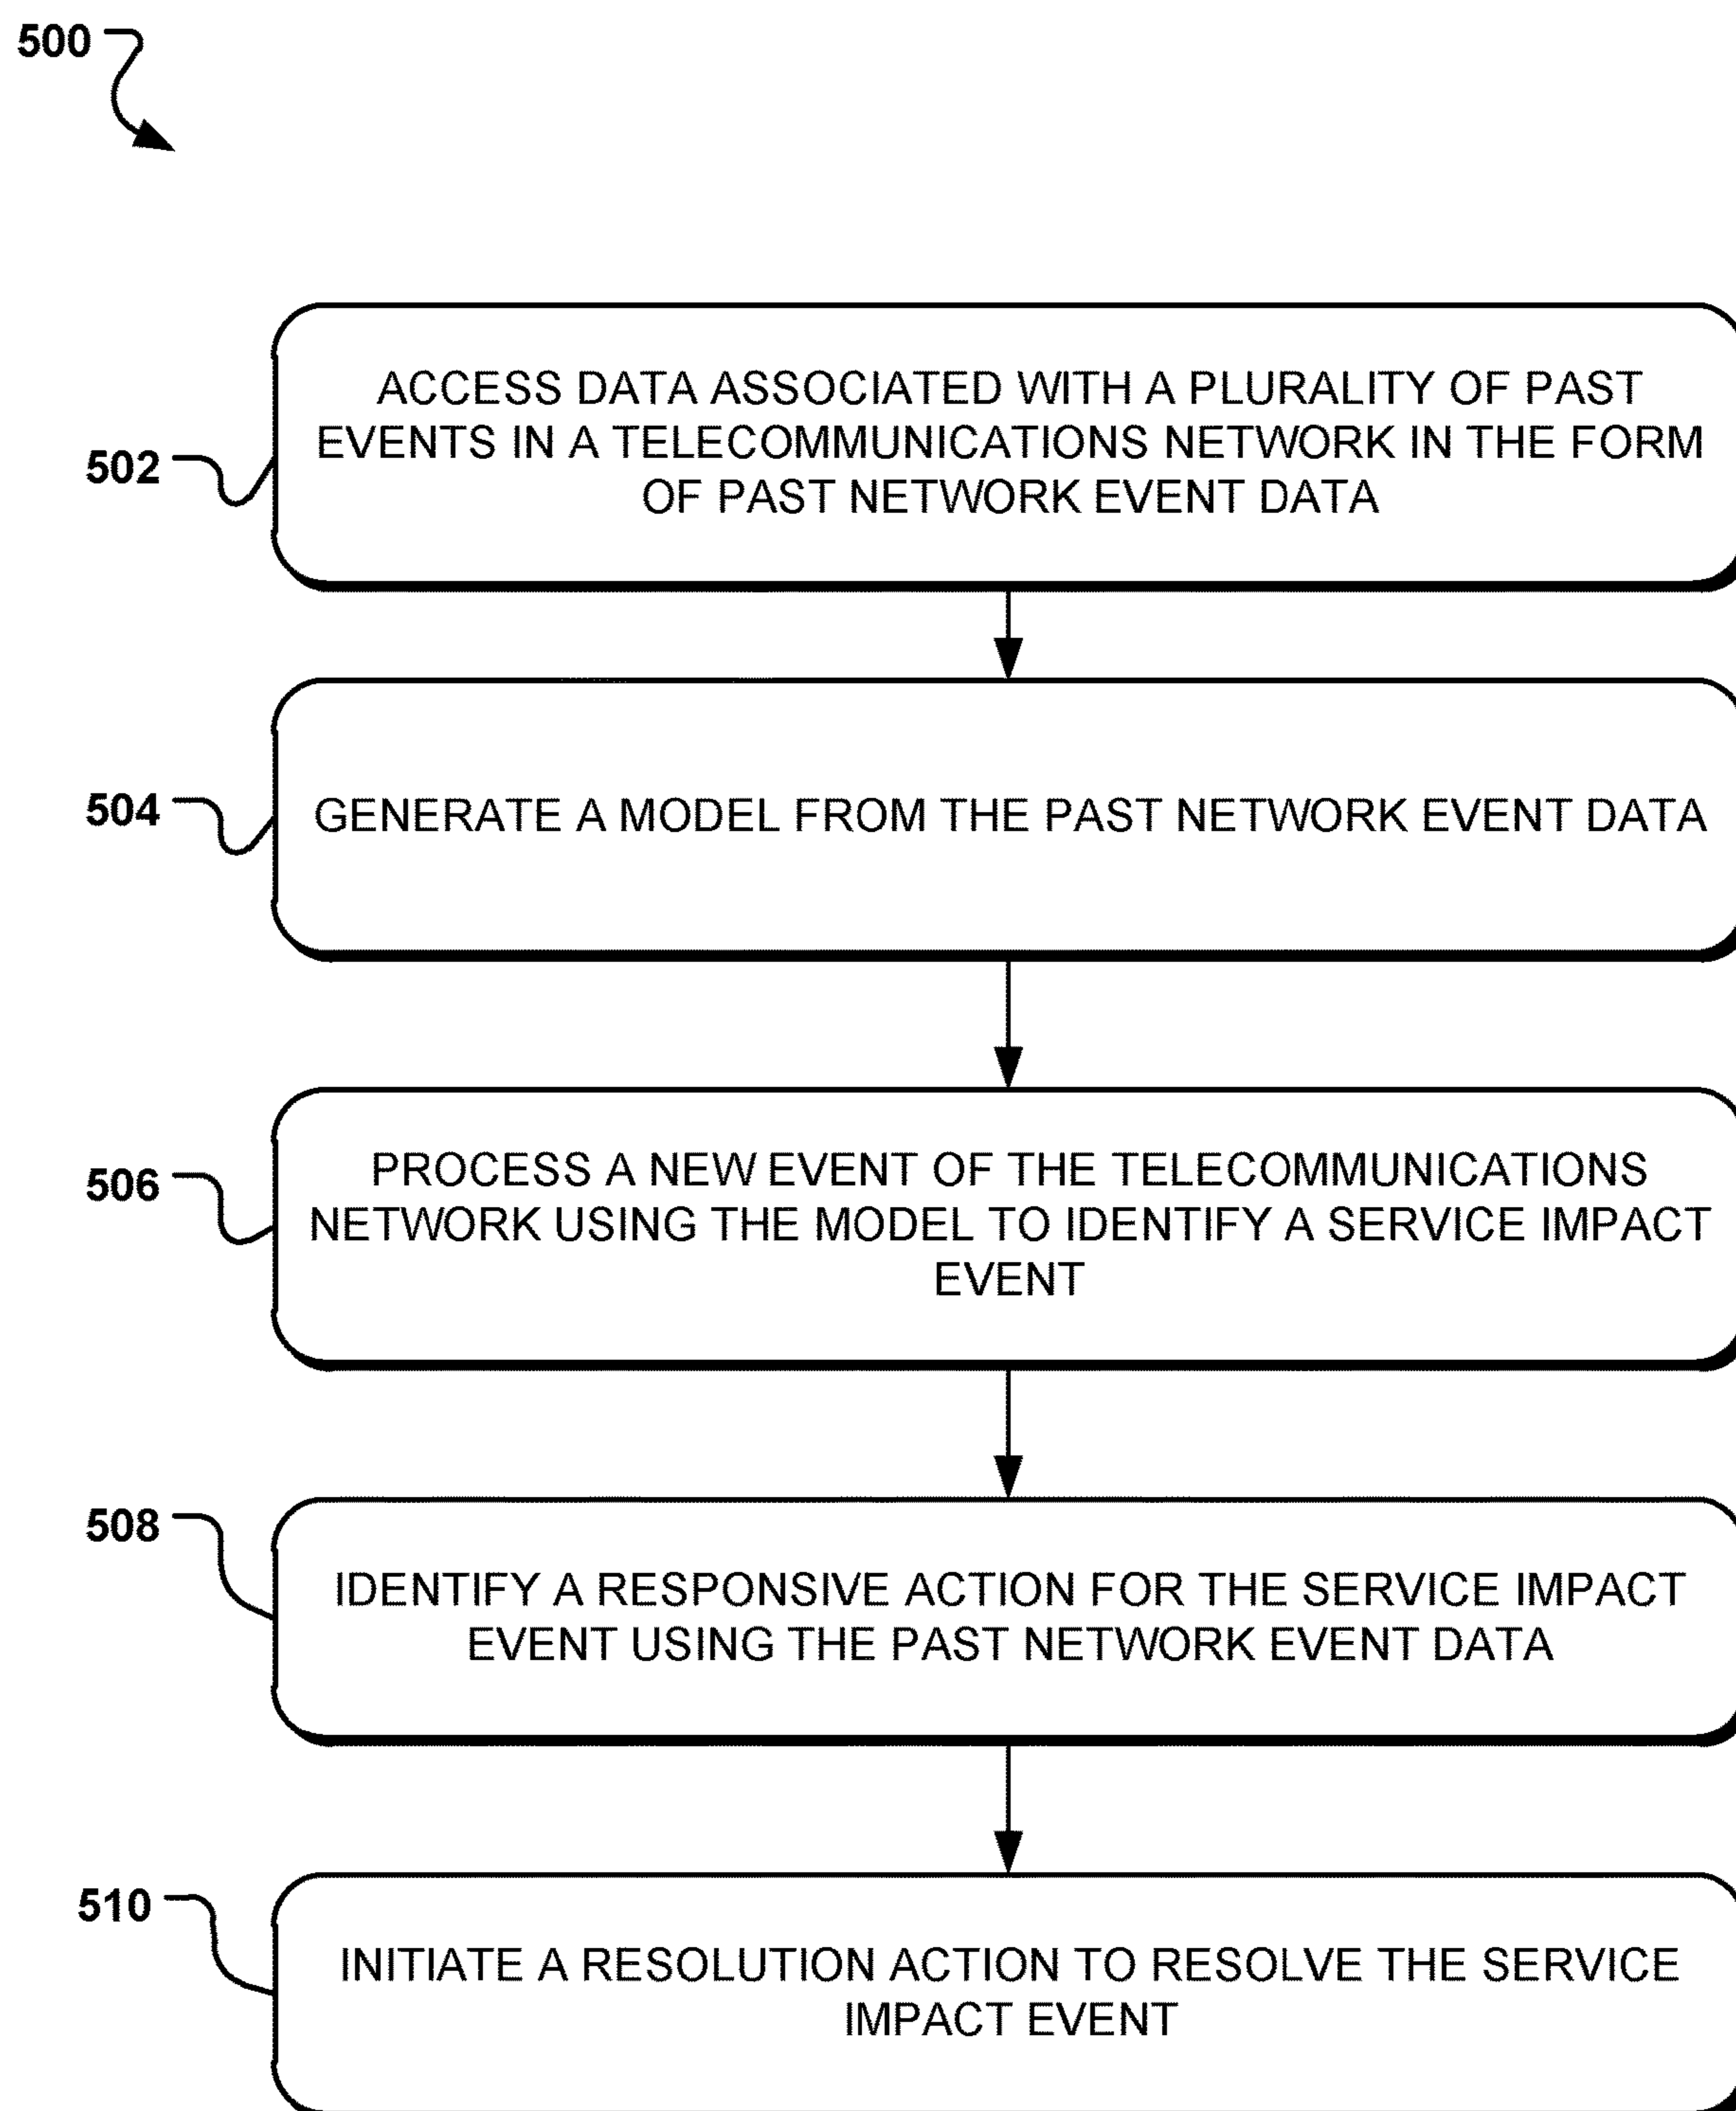 500
502
ACCESS DATA ASSOCIATED WITH A PLURALITY OF PAST
EVENTS IN A TELECOMMUNICATIONS NETWORK IN THE FORM
OF PAST NETWORK EVENT DATA
504
GENERATE A MODEL FROM THE PAST NETWORK EVENT DATA
506
PROCESS A NEW EVENT OF THE TELECOMMUNICATIONS
NETWORK USING THE MODEL TO IDENTIFY A SERVICE IMPACT
EVENT
508
IDENTIFY A RESPONSIVE ACTION FOR THE SERVICE IMPACT
EVENT USING THE PAST NETWORK EVENT DATA
510
INITIATE A RESOLUTION ACTION TO RESOLVE THE SERVICE
IMPACT EVENT